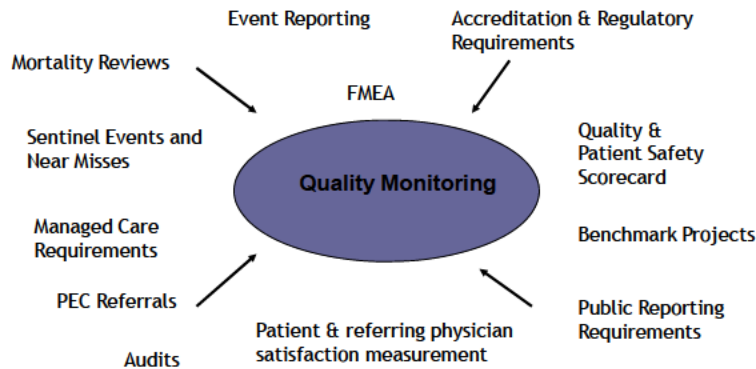 Event Reporting
Accreditation & Regulatory
Requirements
Mortality Reviews
FMEA
Sentinel Events and
Near Misses
Quality &
Patient Safety
Scorecard
Quality Monitoring
Managed Care
Requirements
Benchmark Projects
PEC Referrals
Public Reporting
Requirements
Patient & referring physician
satisfaction measurement
Audits